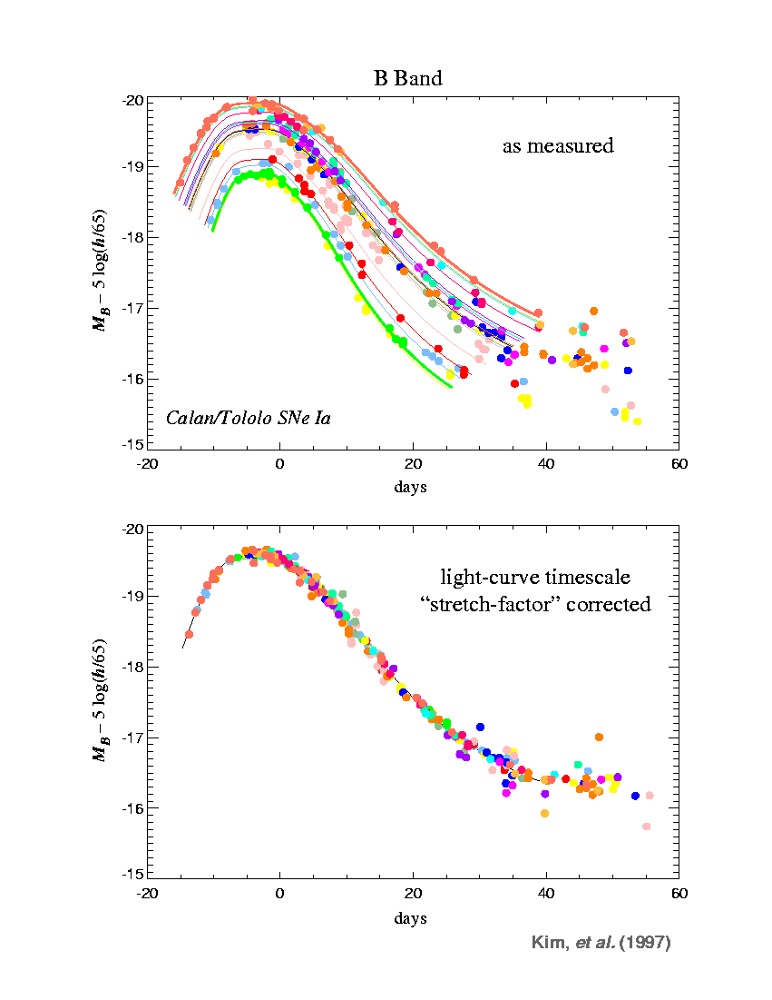 B Band
-20
as measured
-19
-18
M_B − 5 log(h/65)
-17
-16
Calan/Tololo SNe Ia
-15
-20 0 20 40 60
days
-20
light-curve timescale
“stretch-factor” corrected
-19
-18
M_B − 5 log(h/65)
-17
-16
-15
-20 0 20 40 60
days
Kim, et al. (1997)